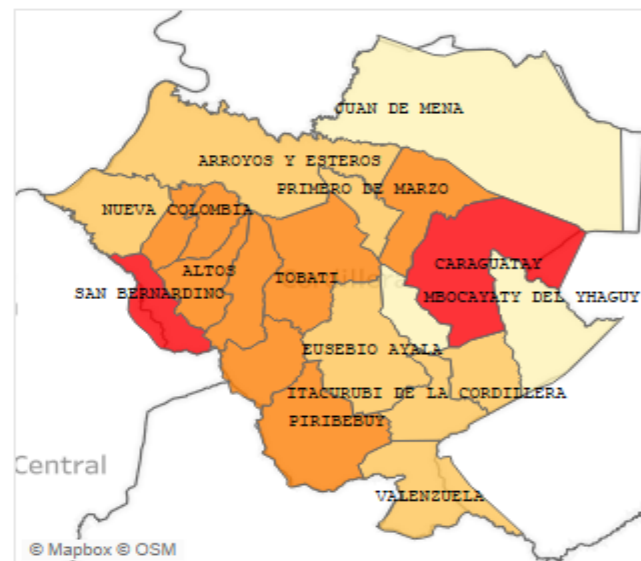 JUAN DE MENA
ARROYOS Y ESTEROS
PRIMERO DE MARZO
NUEVA COLOMBIA
CARAGUATAY
ALTOS
TOBATI
SAN BERNARDINO
MBOCAYATY DEL YHAGUY
EUSEBIO AYALA
ITACURUBI DE LA CORDILLERA
PIRIBEBUY
Central
VALENZUELA
© Mapbox © OSM